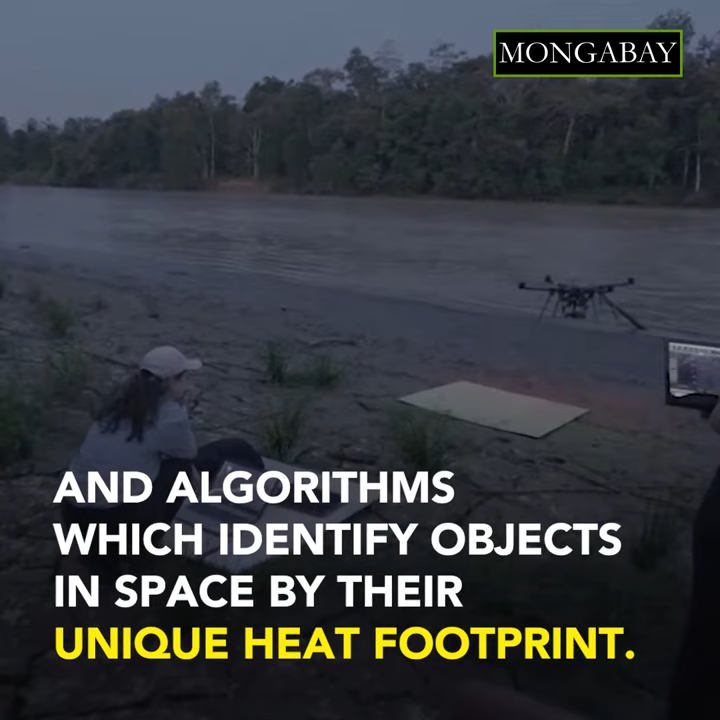 MONGABAY
AND ALGORITHMS
WHICH IDENTIFY OBJECTS
IN SPACE BY THEIR
UNIQUE HEAT FOOTPRINT.